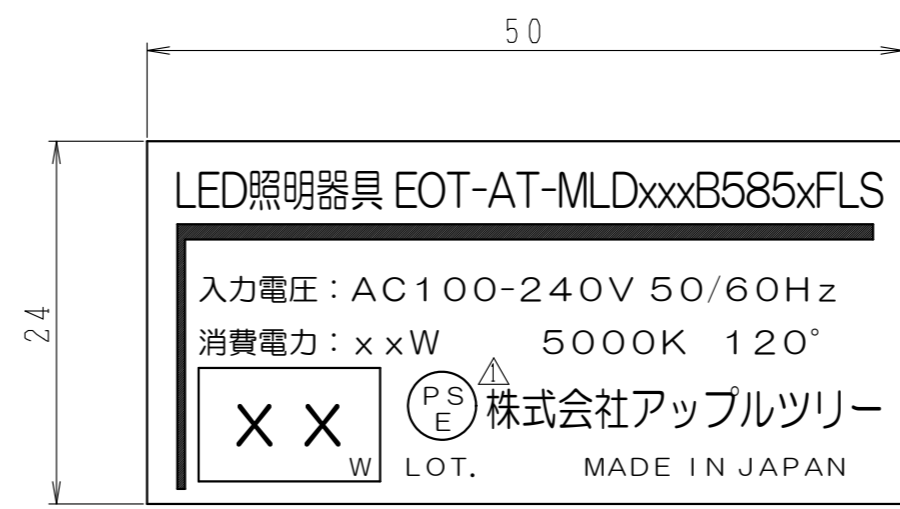 50
24
LED照明器具 EOT-AT-MLDxxxB585xFLS
入力電圧：AC100-240V 50/60Hz
消費電力：xxW 5000K 120°
XX W
PSE
1
株式会社アップルツリー
LOT. MADE IN JAPAN